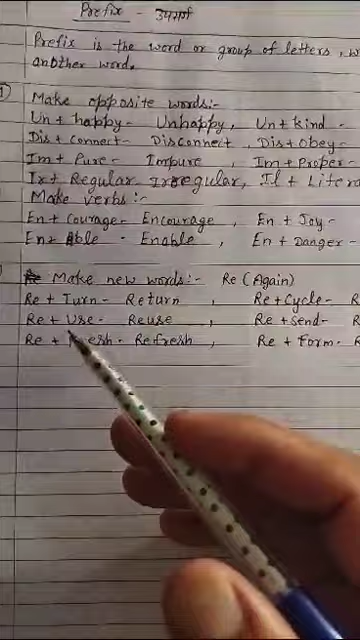 Prefix - उपसर्ग
Prefix is the word or group of letters,
another word.
Make opposite words:-
Un + happy - Unhappy, Un + kind -
Dis + connect - Disconnect, Dis + obey -
Im + Pure - Impure, Im + Proper -
Ir + Regular - Irregular, Il +
Make verbs :-
En + Courage - Encourage, En + Joy -
En + able - Enable, En + Danger -
Make new words:- Re (Again)
Re + Turn - Return, Re + Cycle -
Re + Use - Reuse, Re + Send -
Re + - Refresh, Re + Form -